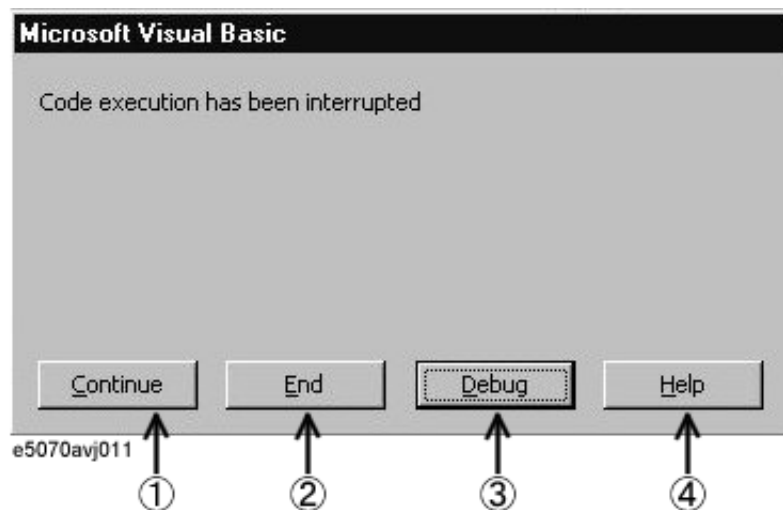 Microsoft Visual Basic
Code execution has been interrupted
Continue End Debug Help
e5070avj011
① ② ③ ④